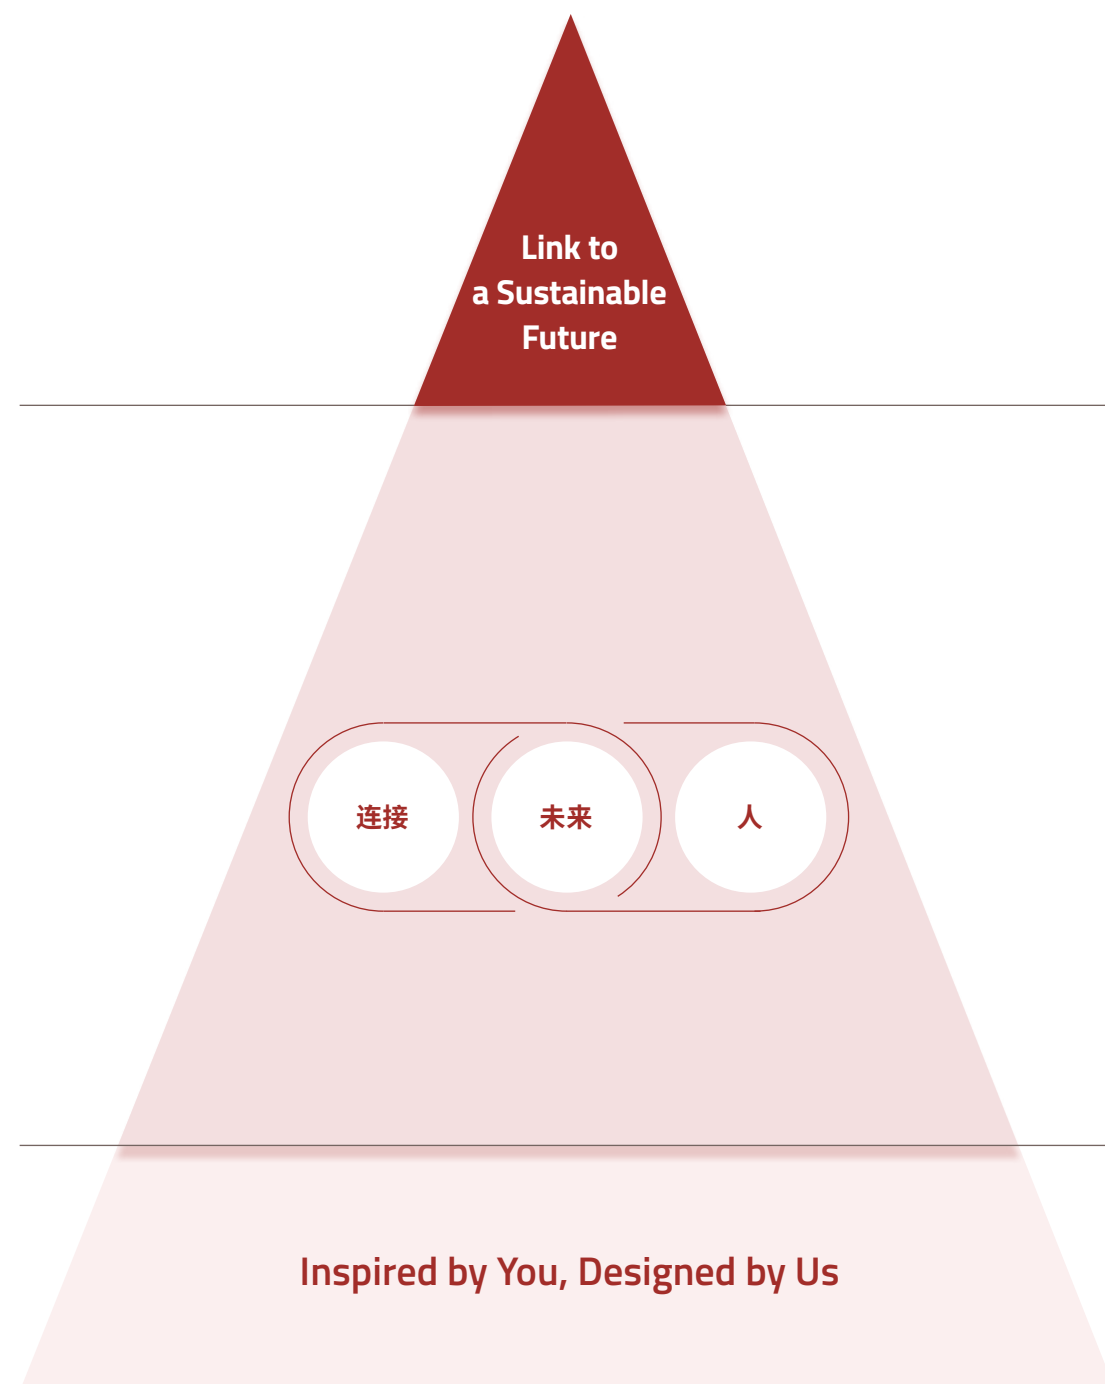 Link to
a Sustainable
Future
连接 未来 人
Inspired by You, Designed by Us